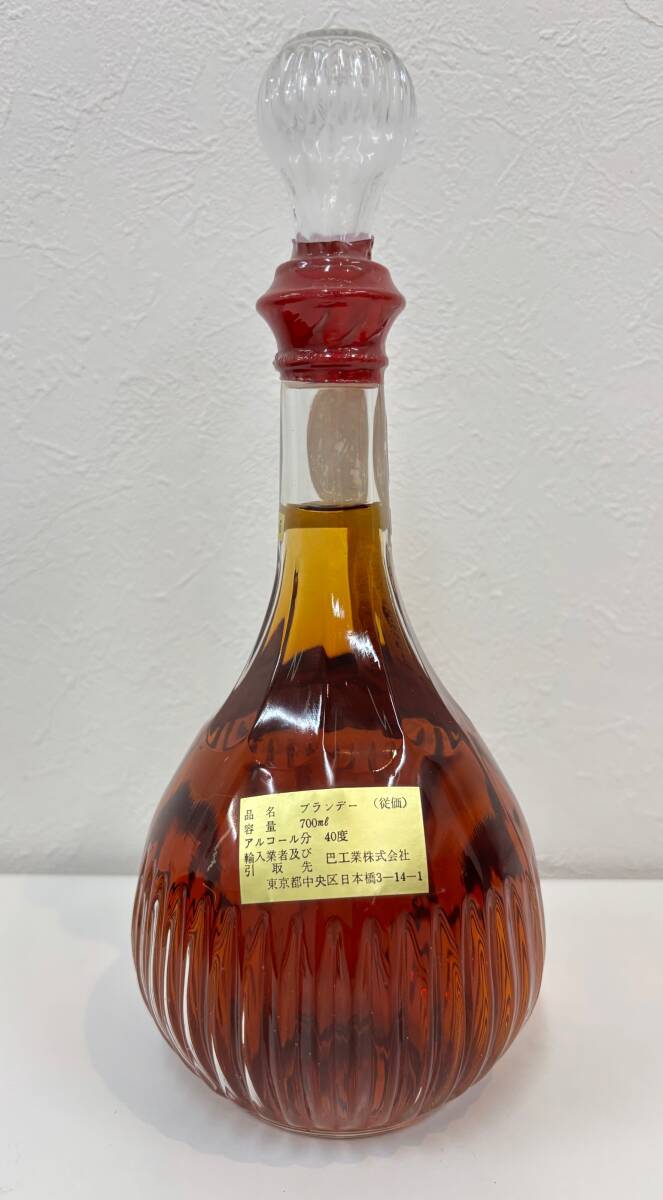 品名 ブランデー (従価)
容量 700ml
アルコール分 40度
輸入業者及び 引取先 巴工業株式会社
東京都中央区日本橋3-14-1